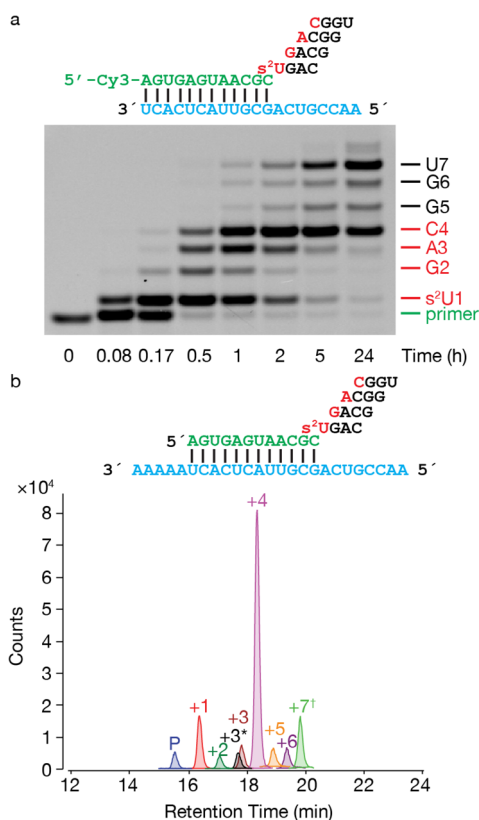 a
CGGU
ACGG
GACG
s²UGAC
5′-Cy3-AGUGAGUAACGC
3′ UCACUCAUUGCGACUGCCAA 5′
U7
G6
G5
C4
A3
G2
s²U1
primer
0 0.08 0.17 0.5 1 2 5 24 Time (h)
b
CGGU
ACGG
GACG
s²UGAC
5′AGUGAGUAACGC
3′ AAAAAUCACUCAUUGCGACUGCCAA 5′
×10⁴
8
7
6
5
4
3
2
1
0
Counts
P
+1
+2
+3*
+3
+4
+5
+6
+7†
12 14 16 18 20 22 24
Retention Time (min)